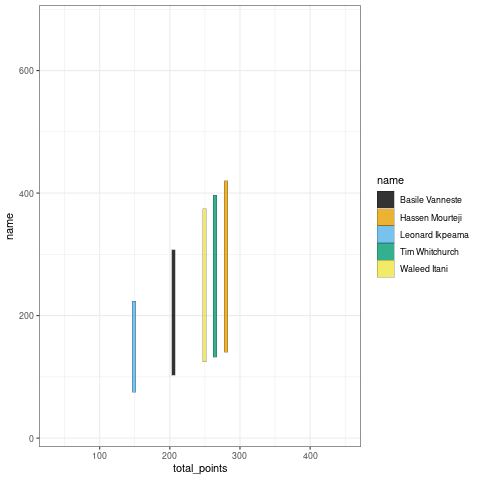 600
400
200
0
name
100 200 300 400
total_points
name
Basile Vanneste
Hassen Mourteji
Leonard Ikpeama
Tim Whitchurch
Waleed Itani